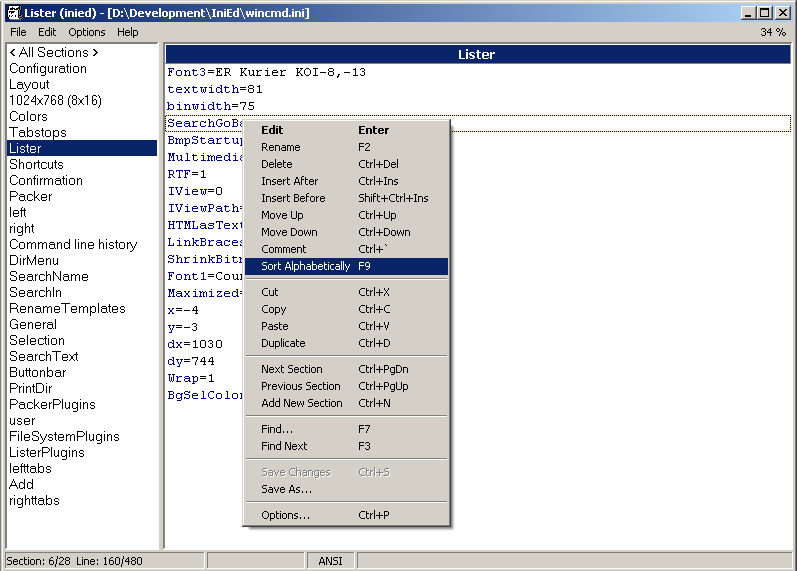 Lister (inied) - [D:\Development\IniEd\wincmd.ini]
File Edit Options Help 34 %
< All Sections >
Configuration
Layout
1024x768 (8x16)
Colors
Tabstops
Lister
Shortcuts
Confirmation
Packer
left
right
Command line history
DirMenu
SearchName
SearchIn
RenameTemplates
General
Selection
SearchText
Buttonbar
PrintDir
PackerPlugins
user
FileSystemPlugins
ListerPlugins
lefttabs
Add
righttabs
Lister
Font3=ER Kurier KOI-8,-13
textwidth=81
binwidth=75
SearchGoBa
BmpStartup
Multimedia
RTF=1
IView=0
IViewPath=
HTMLasText
LinkBraces
ShrinkBitm
Font1=Cour
Maximized=
x=-4
y=-3
dx=1030
dy=744
Wrap=1
BgSelColor
Edit Enter
Rename F2
Delete Ctrl+Del
Insert After Ctrl+Ins
Insert Before Shift+Ctrl+Ins
Move Up Ctrl+Up
Move Down Ctrl+Down
Comment Ctrl+`
Sort Alphabetically F9
Cut Ctrl+X
Copy Ctrl+C
Paste Ctrl+V
Duplicate Ctrl+D
Next Section Ctrl+PgDn
Previous Section Ctrl+PgUp
Add New Section Ctrl+N
Find... F7
Find Next F3
Save Changes Ctrl+S
Save As...
Options... Ctrl+P
Section: 6/28 Line: 160/480 ANSI